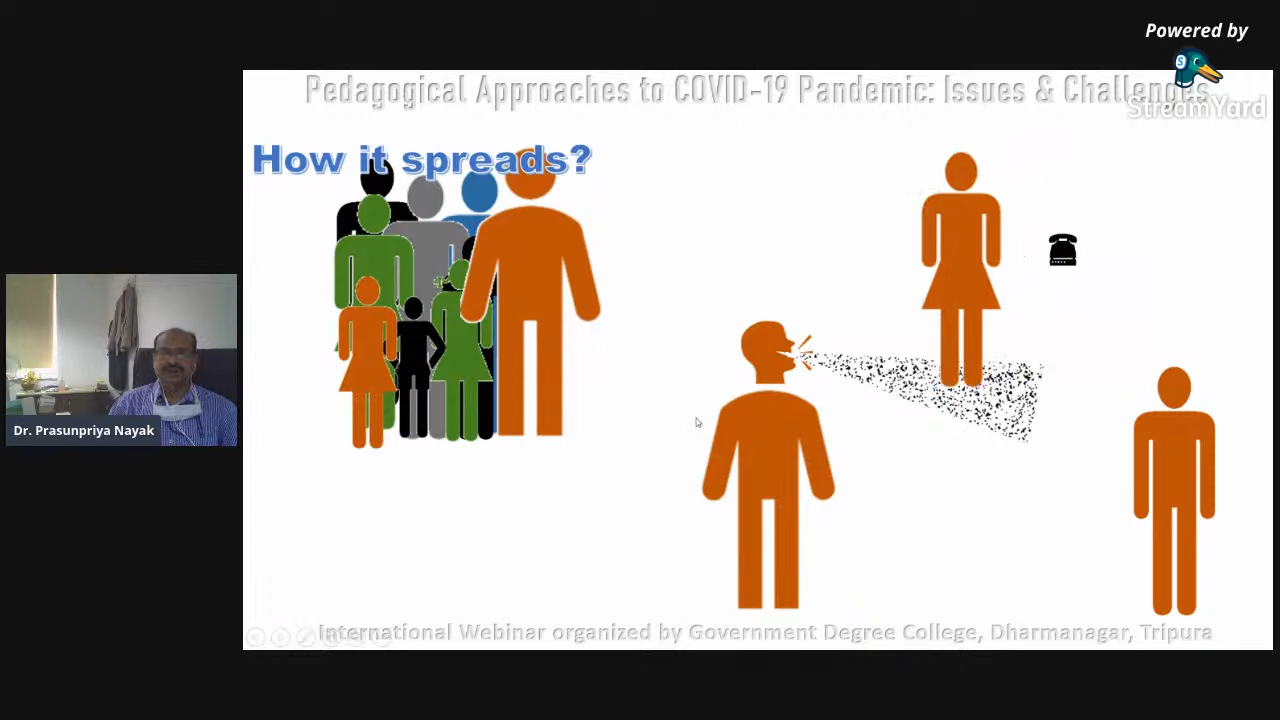 Powered by
StreamYard
Pedagogical Approaches to COVID-19 Pandemic: Issues & Challenges
How it spreads?
Dr. Prasunpriya Nayak
International Webinar organized by Government Degree College, Dharmanagar, Tripura